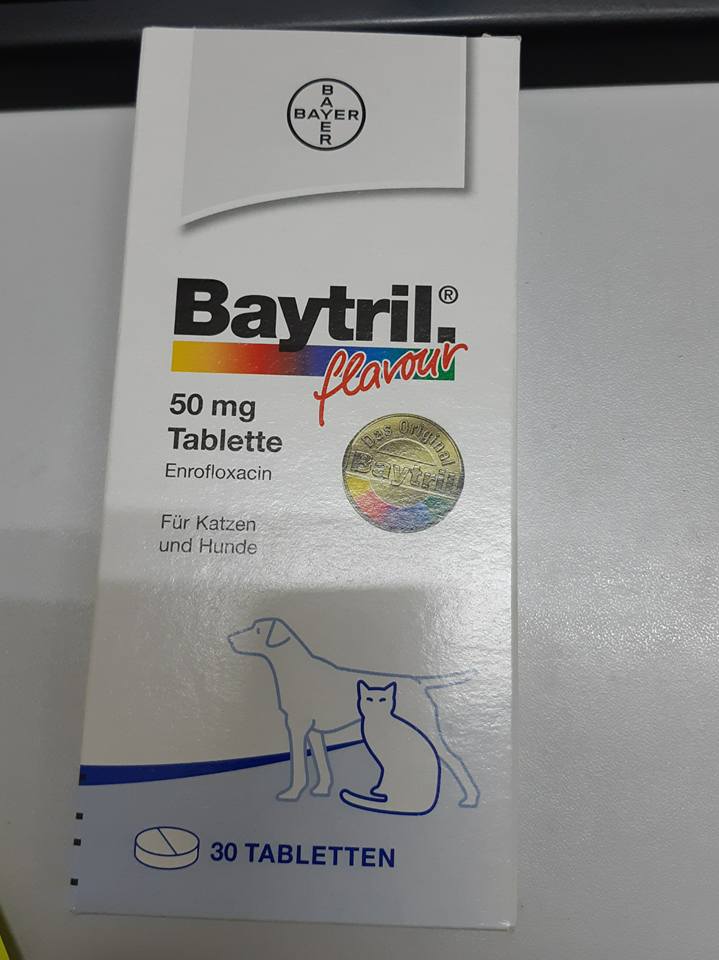 BAYER
BAYER
Baytril.®
flavour
50 mg
Tablette
Enrofloxacin
Das Original
Baytril
Für Katzen
und Hunde
30 TABLETTEN